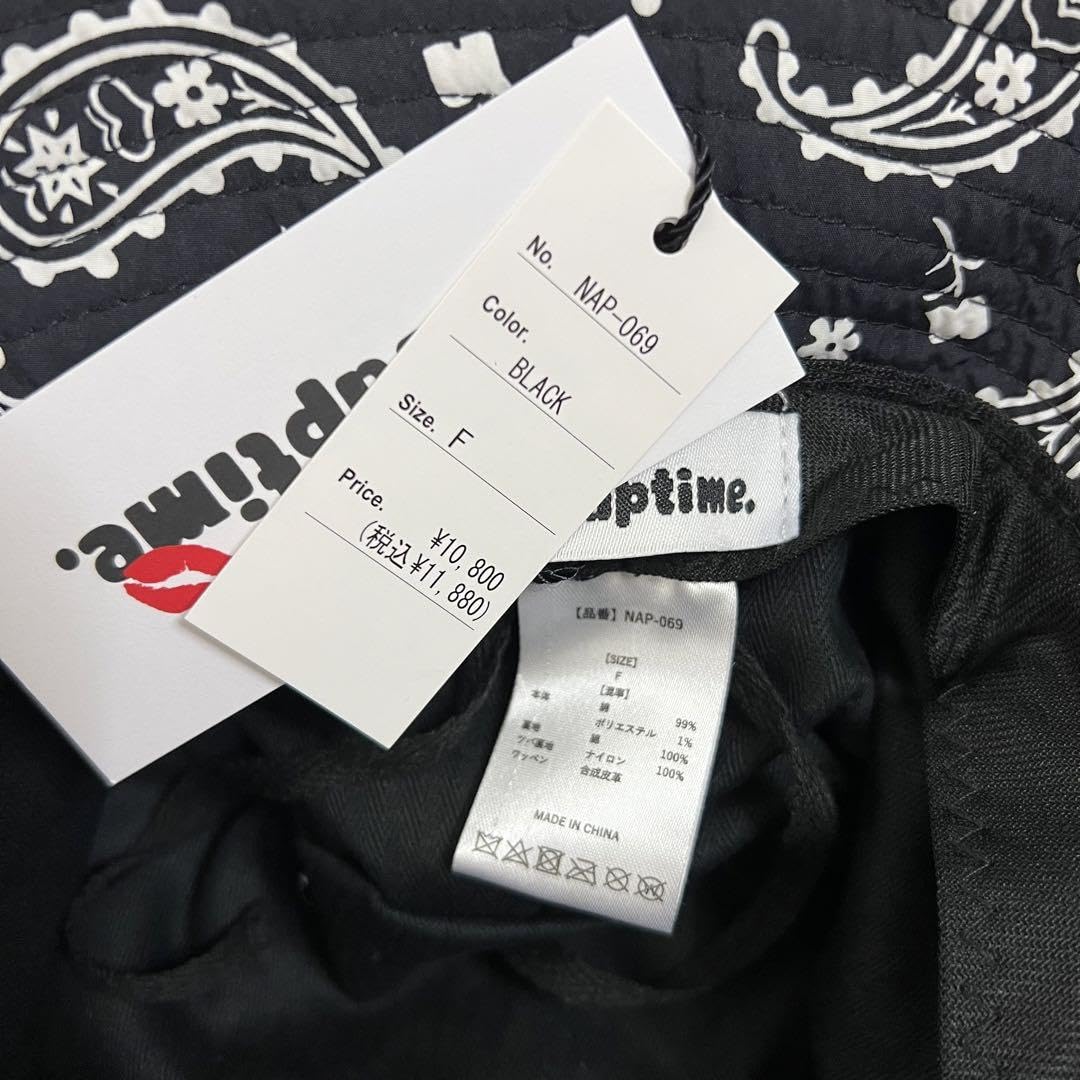 No. NAP-069
Color. BLACK
Size. F
Price. ¥10,800
(税込¥11,880)
uptime.
uptime.
【品番】NAP-069
【SIZE】
F
【混率】
本体 綿 99%
ポリエステル 1%
裏地 綿 100%
ツバ裏地 ナイロン 100%
ワッペン 合成皮革
MADE IN CHINA